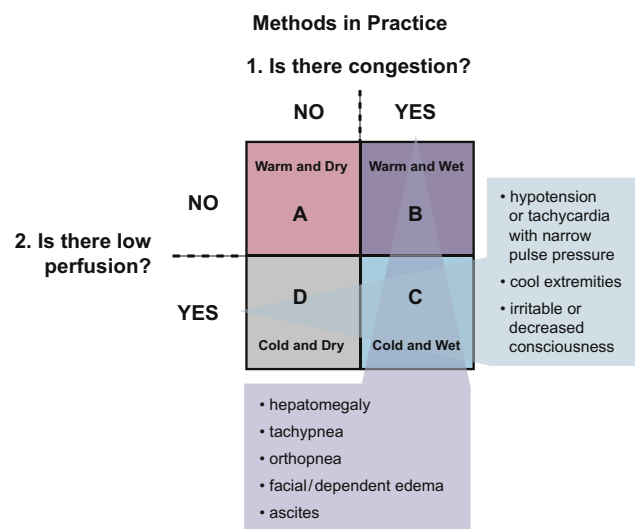 Methods in Practice
1. Is there congestion?
NO
YES
Warm and Dry
Warm and Wet
A
B
NO
2. Is there low
perfusion?
YES
D
C
Cold and Dry
Cold and Wet
• hypotension
or tachycardia
with narrow
pulse pressure
• cool extremities
• irritable or
decreased
consciousness
• hepatomegaly
• tachypnea
• orthopnea
• facial/dependent edema
• ascites